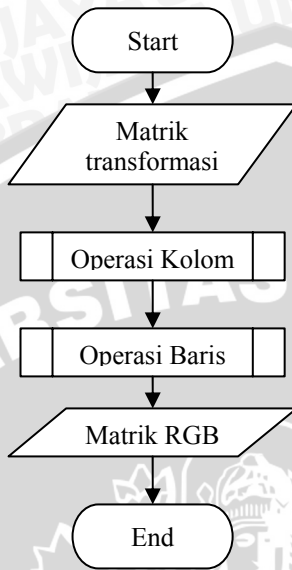 Start
Matrik
transformasi
Operasi Kolom
Operasi Baris
Matrik RGB
End